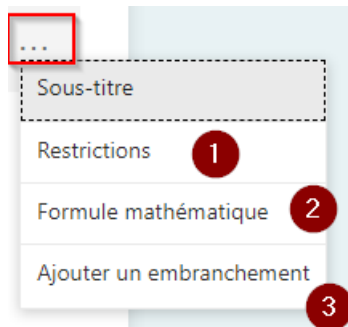 ...
Sous-titre
Restrictions 1
Formule mathématique 2
Ajouter un embranchement
3